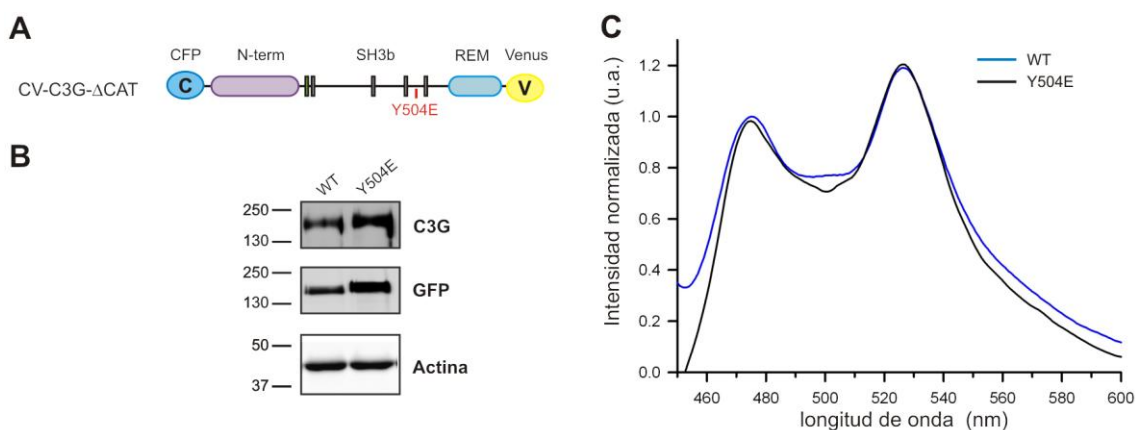 A
CFP N-term SH3b REM Venus
CV-C3G-ΔCAT C V
Y504E
B
WT Y504E
250
130
C3G
250
130
GFP
50
37
Actina
C
WT
Y504E
Intensidad normalizada (u.a.)
1.2
1.0
0.8
0.6
0.4
0.2
0.0
460 480 500 520 540 560 580 600
longitud de onda (nm)